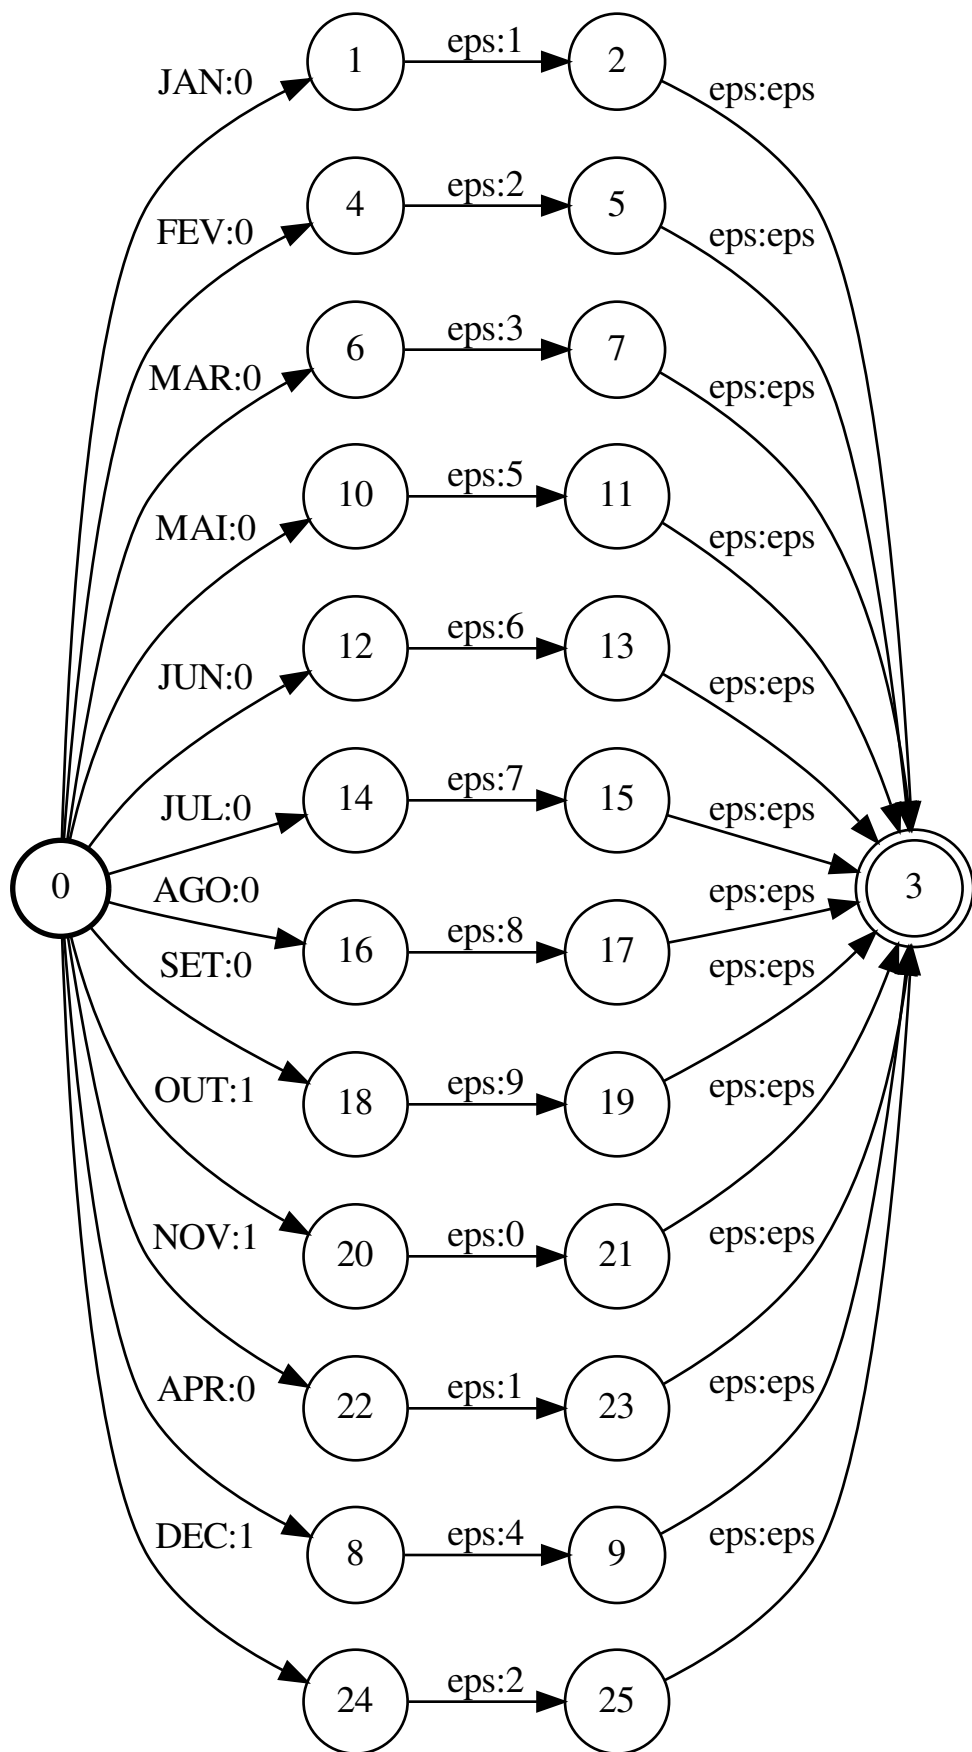 1 eps:1 2
JAN:0 eps:eps
4 eps:2 5
FEV:0 eps:eps
6 eps:3 7
MAR:0 eps:eps
10 eps:5 11
MAI:0 eps:eps
12 eps:6 13
JUN:0 eps:eps
14 eps:7 15
JUL:0 eps:eps
0 AGO:0 eps:eps 3
16 eps:8 17
SET:0 eps:eps
18 eps:9 19
OUT:1 eps:eps
20 eps:0 21
NOV:1 eps:eps
22 eps:1 23
APR:0 eps:eps
8 eps:4 9
DEC:1 eps:eps
24 eps:2 25